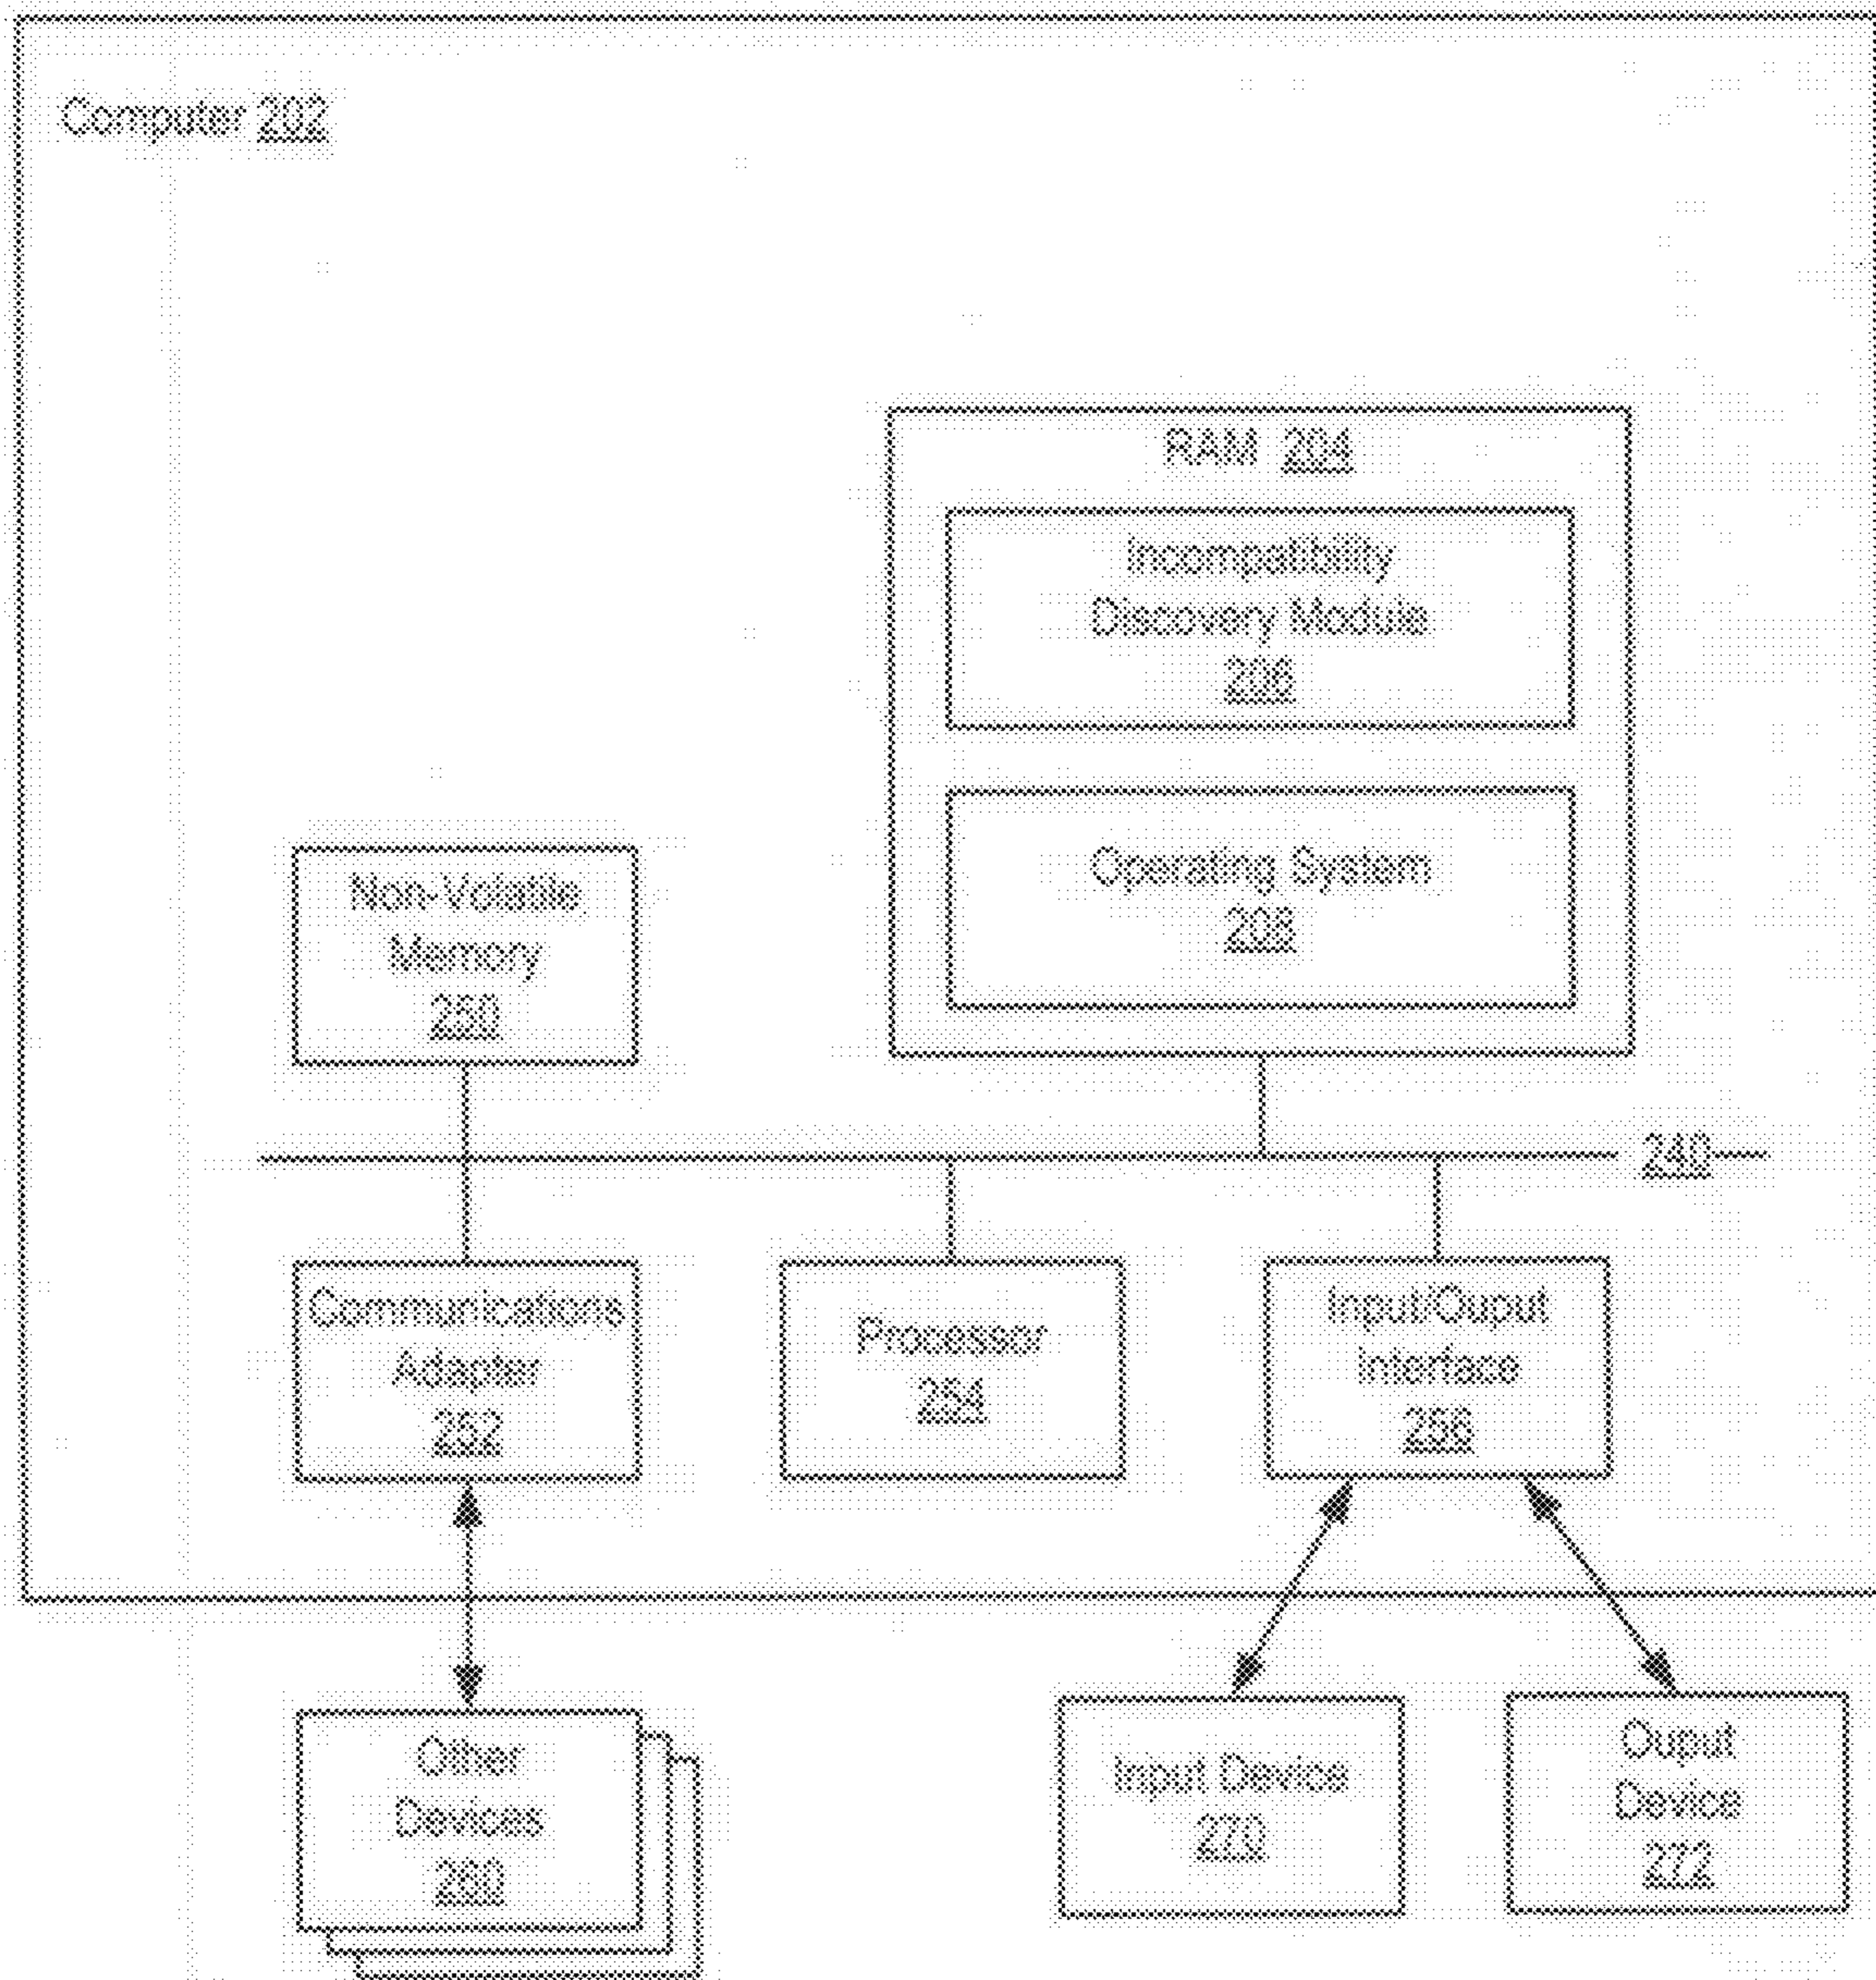 Computer 202
RAM 204
Incompatibility
Discovery Module
206
Operating System
208
Non-Volatile
Memory
250
240
Communications
Adapter
252
Processor
254
Input/Ouput
Interface
256
Other
Devices
260
Input Device
270
Ouput
Device
272